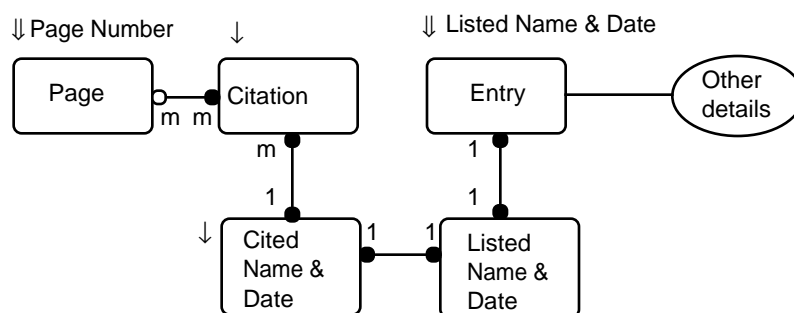 ⇓ Page Number
↓
⇓ Listed Name & Date
Page
Citation
Entry
Other
details
m m
m
1
1
1
↓
Cited
Name &
Date
1 1
Listed
Name &
Date